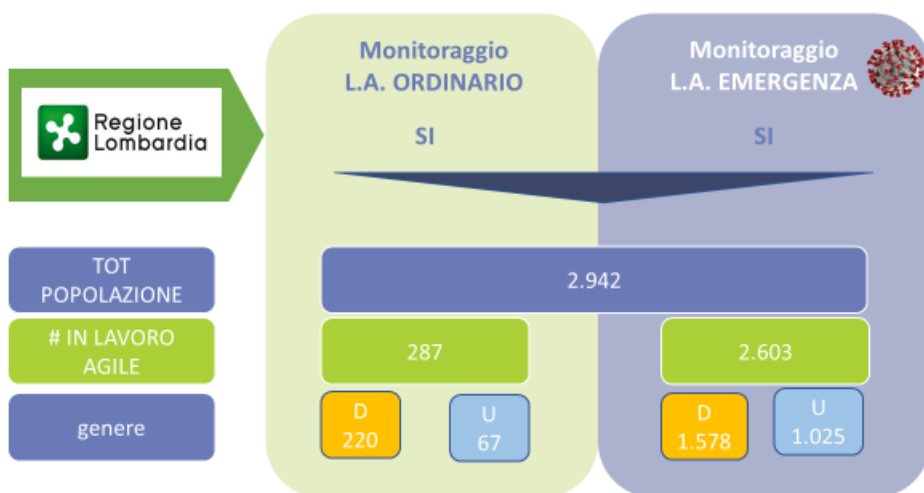 Monitoraggio
L.A. ORDINARIO
SI
Monitoraggio
L.A. EMERGENZA
SI
Regione
Lombardia
TOT
POPOLAZIONE
2.942
# IN LAVORO
AGILE
287
2.603
genere
D
220
U
67
D
1.578
U
1.025